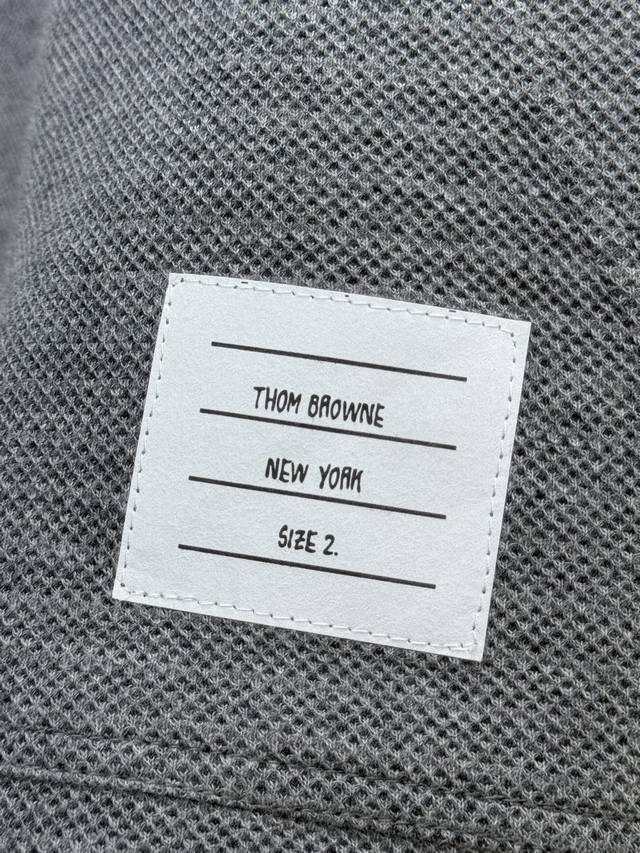 THOM BROWNE
NEW YORK
SIZE 2.